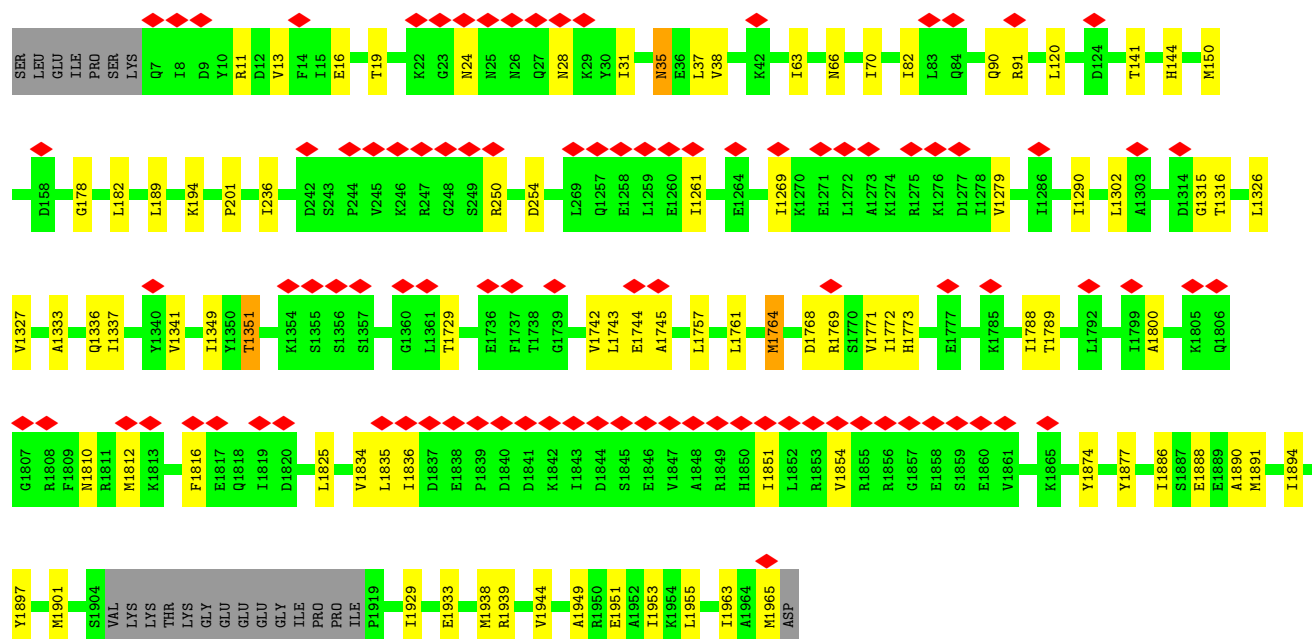 SER LEU GLU ILE PRO SER LYS Q7 I8 D9 Y10 R11 D12 V13 F14 I15 E16 T19 K22 G23 N24 N25 N26 Q27 N28 K29 Y30 I31 N35 E36 L37 V38 K42 I63 N66 I70 I82 L83 Q84 Q90 R91 L120 D124 T141 H144 M150
D158 G178 L182 L189 K194 P201 I236 D242 S243 P244 V245 K246 R247 G248 S249 R250 D254 L269 Q1257 E1258 L1259 E1260 I1261 E1264 I1269 K1270 E1271 L1272 A1273 K1274 R1275 K1276 D1277 I1278 V1279 I1286 I1290 L1302 A1303 D1314 G1315 T1316 L1326
V1327 A1333 Q1336 I1337 Y1340 V1341 I1349 Y1350 T1351 K1354 S1355 S1356 S1357 G1360 L1361 T1729 E1736 F1737 T1738 G1739 V1742 L1743 E1744 A1745 L1757 L1761 M1764 D1768 R1769 S1770 V1771 I1772 H1773 E1777 K1785 I1788 T1789 L1792 I1799 A1800 K1805 Q1806
G1807 R1808 F1809 N1810 R1811 M1812 K1813 F1816 E1817 Q1818 I1819 D1820 L1825 V1834 L1835 I1836 D1837 E1838 P1839 D1840 D1841 K1842 I1843 D1844 S1845 E1846 V1847 A1848 R1849 H1850 I1851 L1852 R1853 V1854 R1855 R1856 G1857 E1858 S1859 E1860 V1861 K1865 Y1874 Y1877 I1886 S1887 E1888 E1889 A1890 M1891 I1894
Y1897 M1901 S1904 VAL LYS LYS THR LYS GLY GLU GLU GLU GLY ILE PRO PRO ILE P1919 I1929 E1933 M1938 R1939 V1944 A1949 R1950 E1951 A1952 I1953 K1954 L1955 I1963 A1964 M1965 ASP